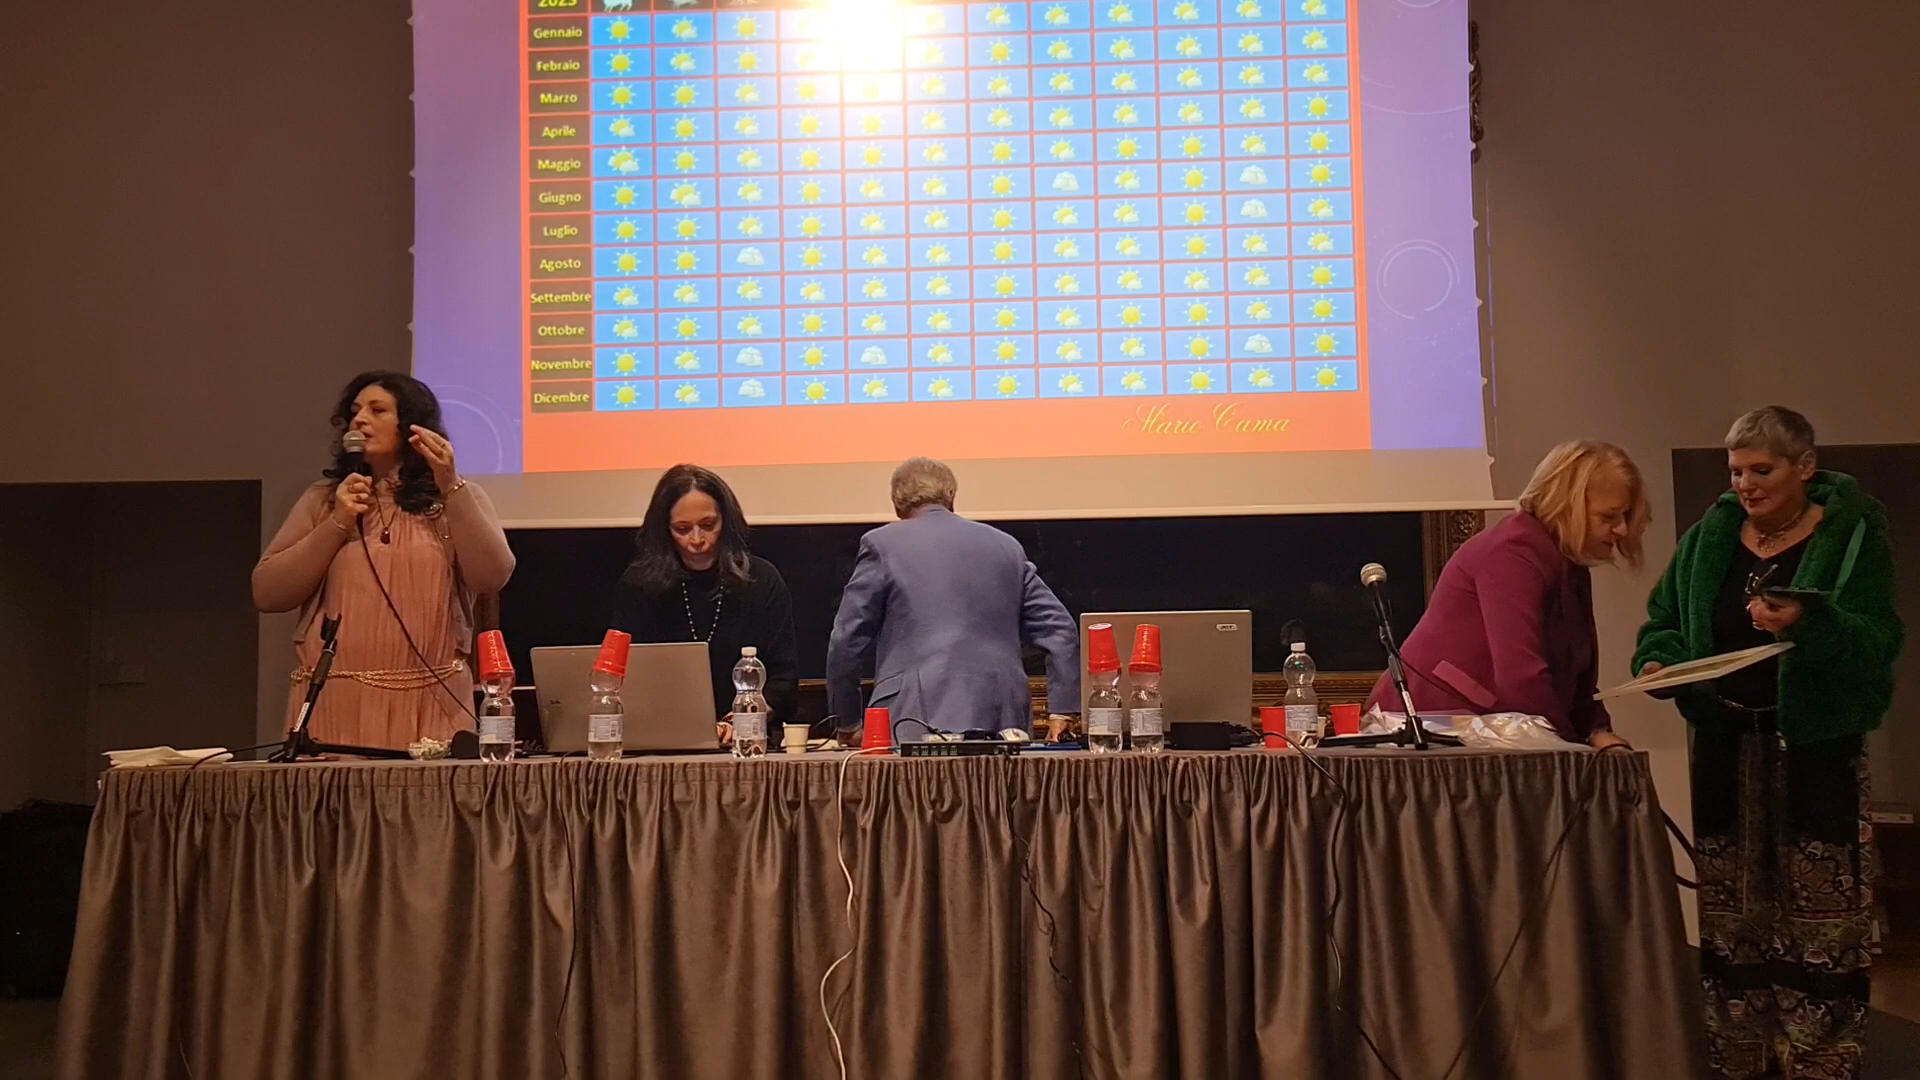 2023
Gennaio
Febraio
Marzo
Aprile
Maggio
Giugno
Luglio
Agosto
Settembre
Ottobre
Novembre
Dicembre
Mario Cama